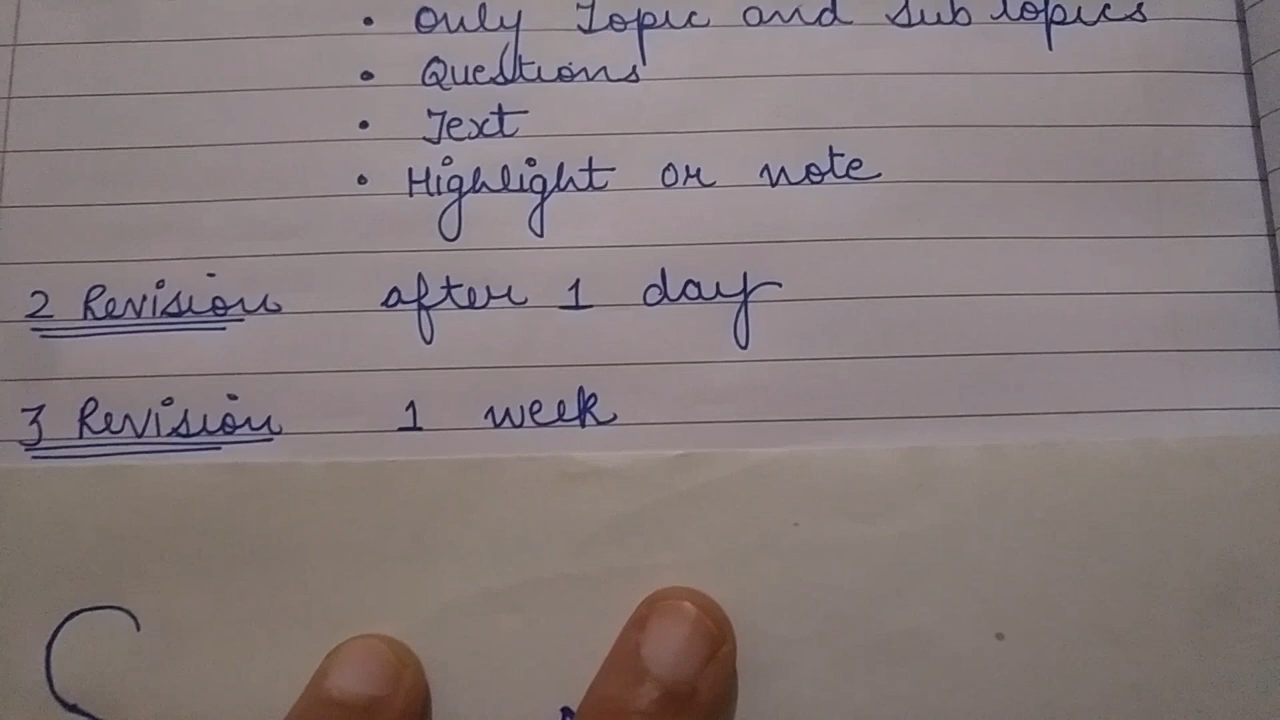 • Only Topic and Sub topics
• Questions
• Text
• Highlight or note
2 Revision after 1 day
3 Revision 1 week